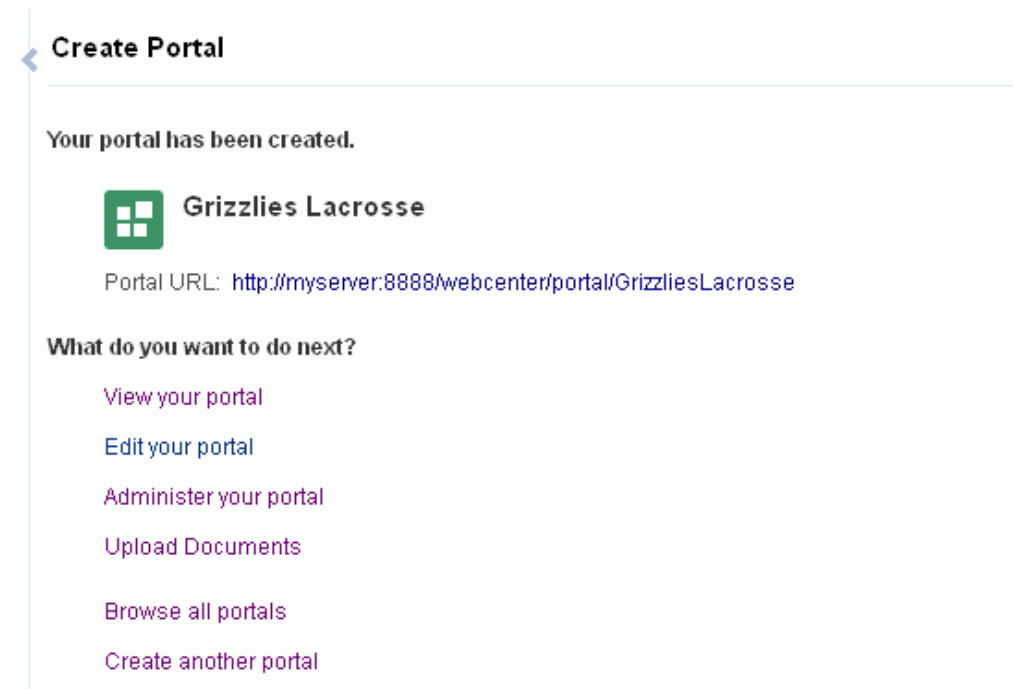 Create Portal
Your portal has been created.
Grizzlies Lacrosse
Portal URL: http://myserver:8888/webcenter/portal/GrizzliesLacrosse
What do you want to do next?
View your portal
Edit your portal
Administer your portal
Upload Documents
Browse all portals
Create another portal